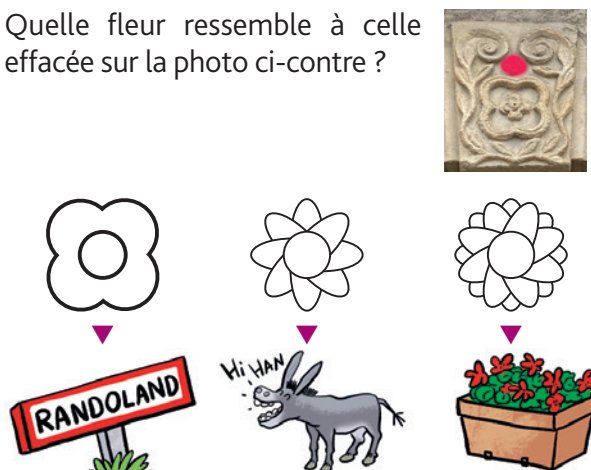 Quelle fleur ressemble à celle
effacée sur la photo ci-contre ?
Hi HAN
RANDOLAND